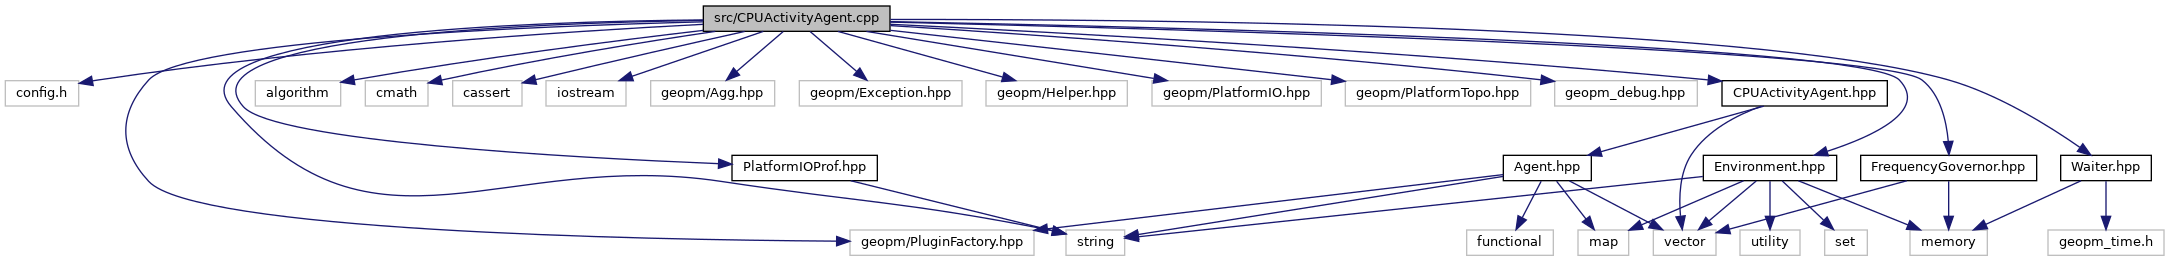 src/CPUActivityAgent.cpp
config.h
algorithm
cmath
cassert
iostream
geopm/Agg.hpp
geopm/Exception.hpp
geopm/Helper.hpp
geopm/PlatformIO.hpp
geopm/PlatformTopo.hpp
geopm_debug.hpp
CPUActivityAgent.hpp
PlatformIOProf.hpp
Agent.hpp
Environment.hpp
FrequencyGovernor.hpp
Waiter.hpp
geopm/PluginFactory.hpp
string
functional
map
vector
utility
set
memory
geopm_time.h